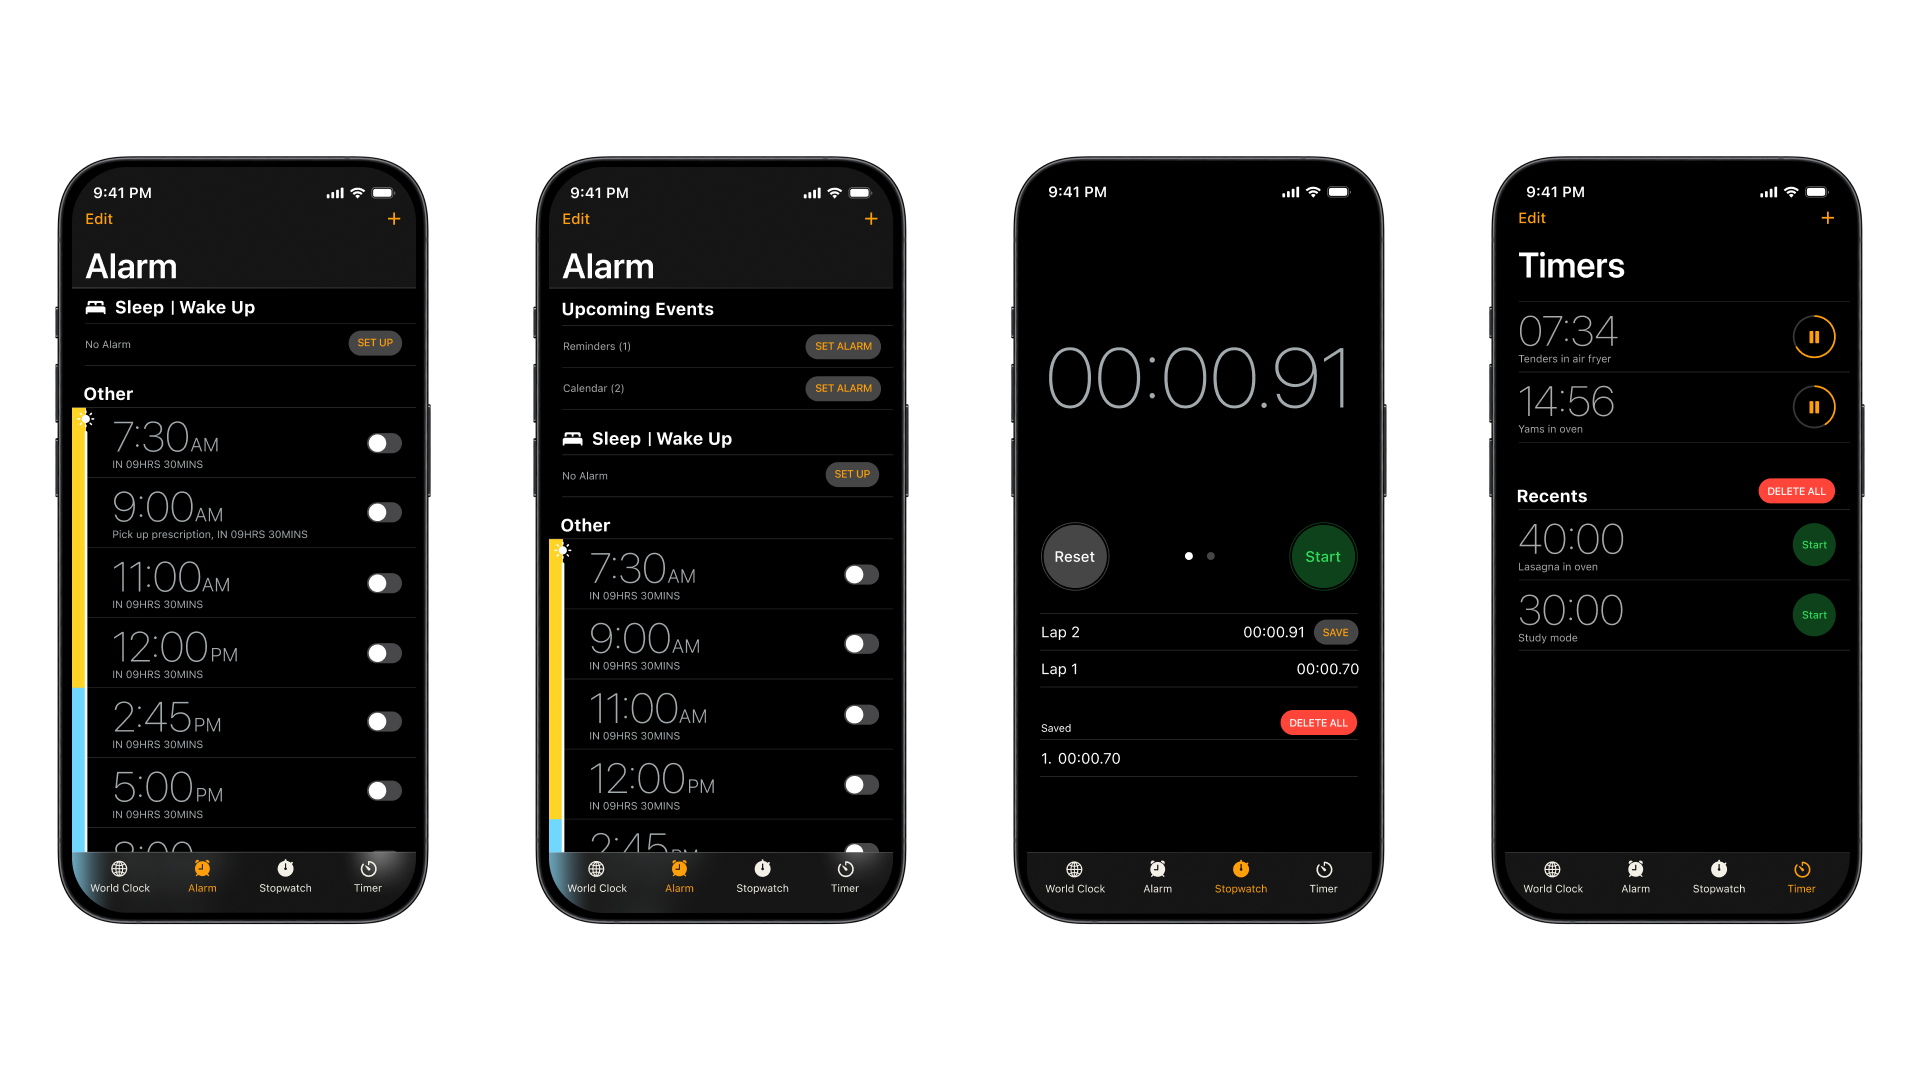 9:41 PM
Edit
+
Alarm
Sleep | Wake Up
No Alarm
SET UP
Other
7:30AM
IN 09HRS 30MINS
9:00AM
Pick up prescription, IN 09HRS 30MINS
11:00AM
IN 09HRS 30MINS
12:00PM
IN 09HRS 30MINS
2:45PM
IN 09HRS 30MINS
5:00PM
IN 09HRS 30MINS
World Clock
Alarm
Stopwatch
Timer
9:41 PM
Edit
+
Alarm
Upcoming Events
Reminders (1)
SET ALARM
Calendar (2)
SET ALARM
Sleep | Wake Up
No Alarm
SET UP
Other
7:30AM
IN 09HRS 30MINS
9:00AM
IN 09HRS 30MINS
11:00AM
IN 09HRS 30MINS
12:00PM
IN 09HRS 30MINS
2:45PM
World Clock
Alarm
Stopwatch
Timer
9:41 PM
00:00.91
Reset
Start
Lap 2
00:00.91
SAVE
Lap 1
00:00.70
Saved
DELETE ALL
1. 00:00.70
World Clock
Alarm
Stopwatch
Timer
9:41 PM
Edit
+
Timers
07:34
Tenders in air fryer
14:56
Yams in oven
Recents
DELETE ALL
40:00
Lasagna in oven
Start
30:00
Study mode
Start
World Clock
Alarm
Stopwatch
Timer